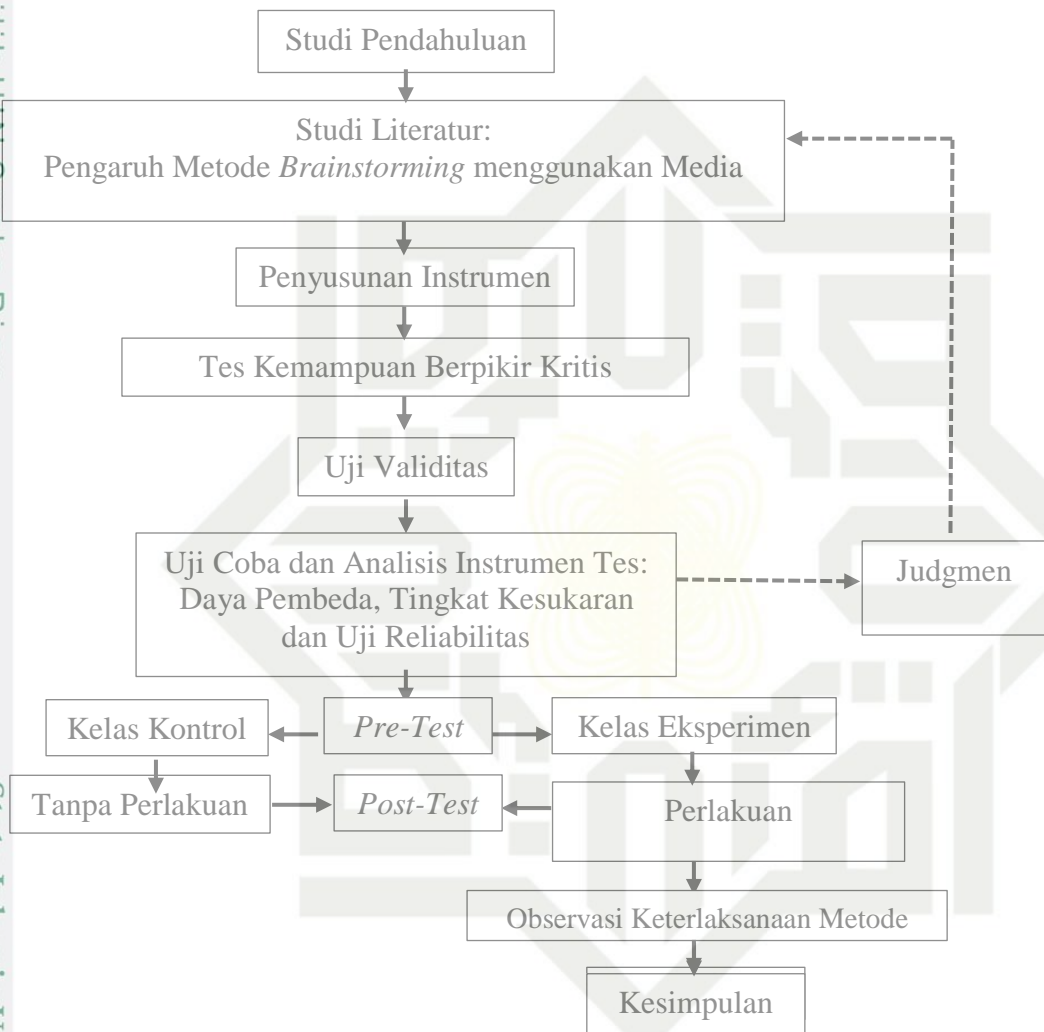 Studi Pendahuluan
Studi Literatur:
Pengaruh Metode Brainstorming menggunakan Media
Penyusunan Instrumen
Tes Kemampuan Berpikir Kritis
Uji Validitas
Uji Coba dan Analisis Instrumen Tes:
Daya Pembeda, Tingkat Kesukaran
dan Uji Reliabilitas
Judgmen
Kelas Kontrol
Pre-Test
Kelas Eksperimen
Tanpa Perlakuan
Post-Test
Perlakuan
Observasi Keterlaksanaan Metode
Kesimpulan